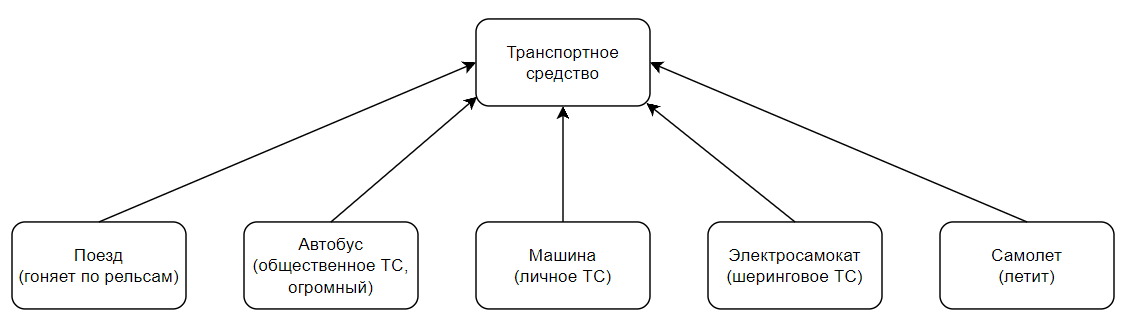 Транспортное
средство
Поезд
(гоняет по рельсам)
Автобус
(общественное ТС,
огромный)
Машина
(личное ТС)
Электросамокат
(шеринговое ТС)
Самолет
(летит)